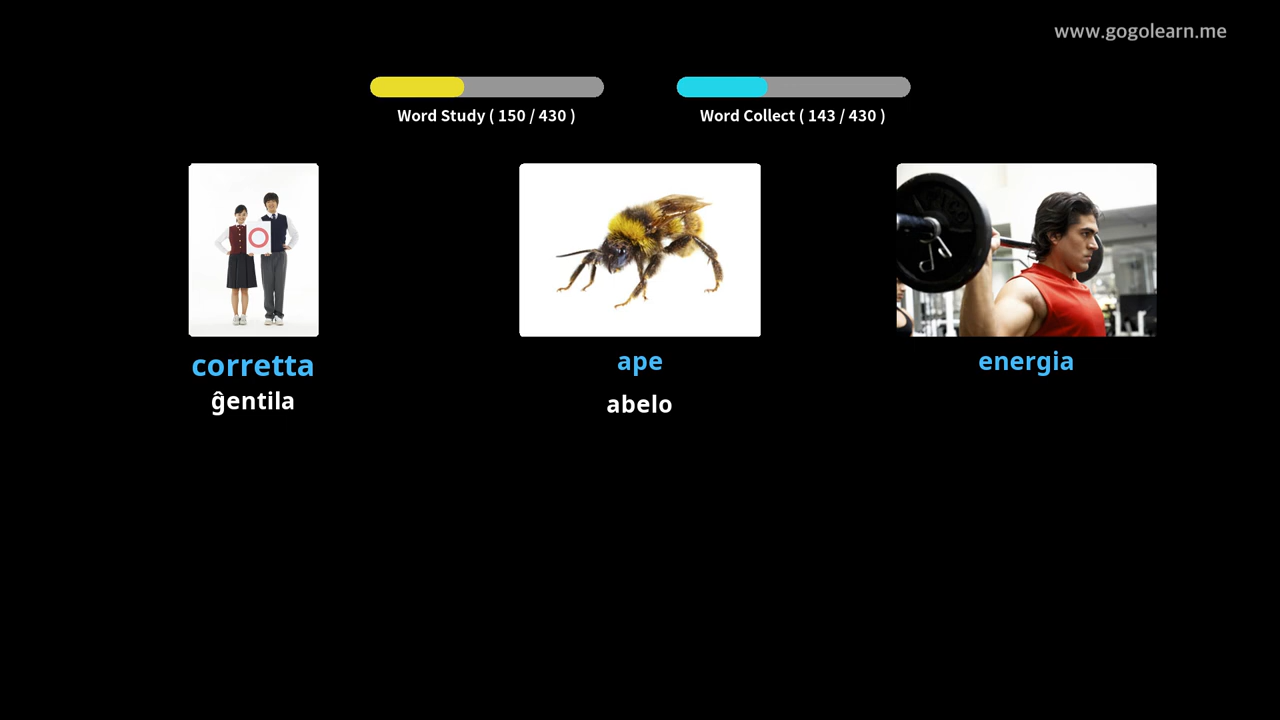 www.gogolearn.me
Word Study ( 150 / 430 )
Word Collect ( 143 / 430 )
corretta
ĝentila
ape
abelo
energia